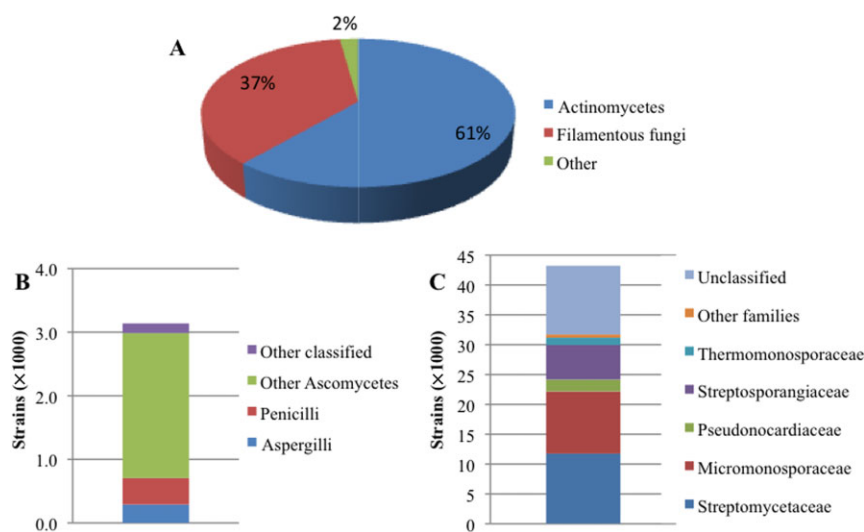 A
2%
37%
61%
Actinomycetes
Filamentous fungi
Other
B
Strains (×1000)
4.0
3.0
2.0
1.0
0.0
Other classified
Other Ascomycetes
Penicilli
Aspergilli
C
Strains (×1000)
45
40
35
30
25
20
15
10
5
0
Unclassified
Other families
Thermomonosporaceae
Streptosporangiaceae
Pseudonocardiaceae
Micromonosporaceae
Streptomycetaceae